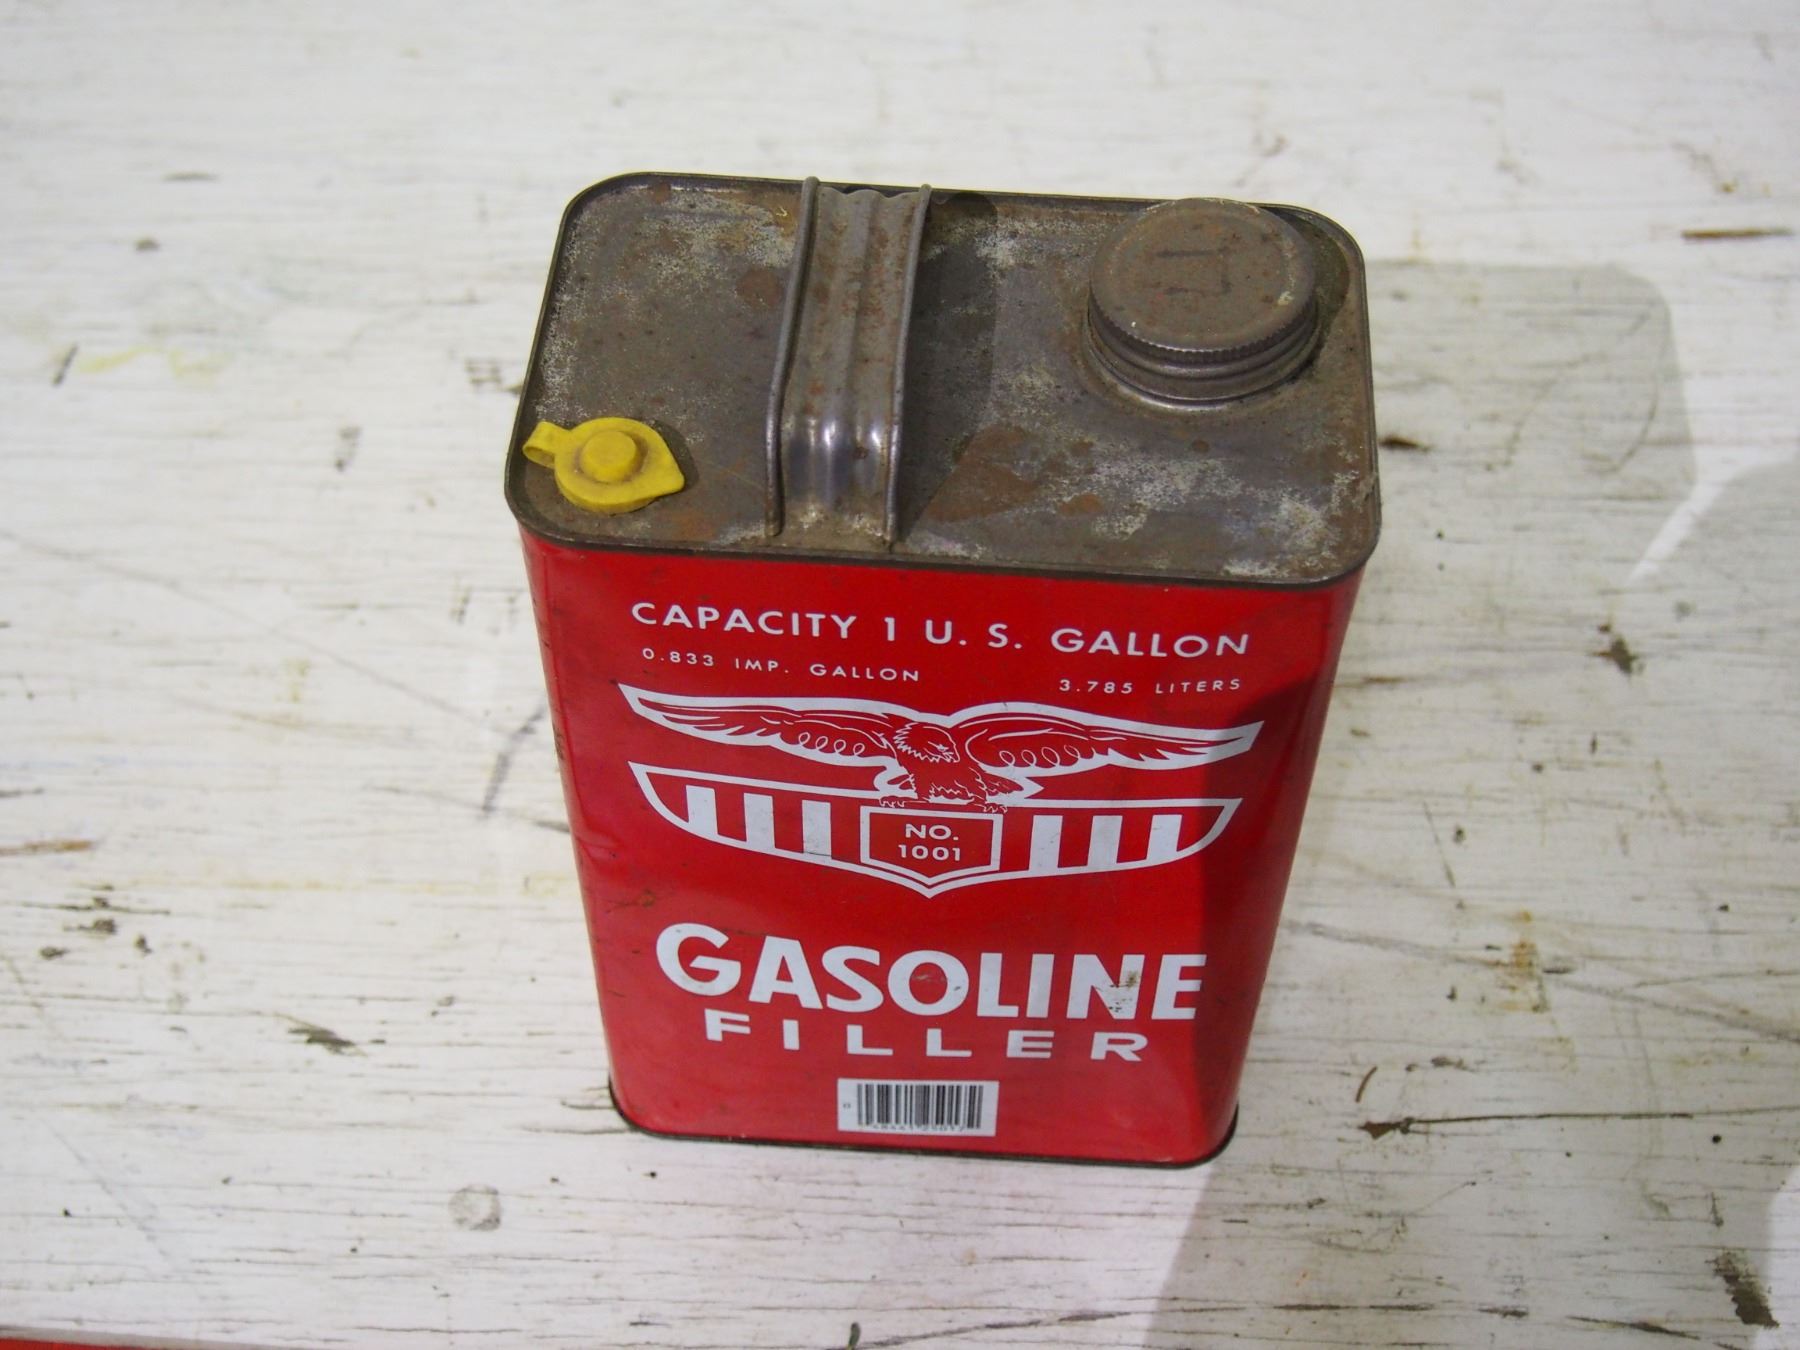 CAPACITY 1 U. S. GALLON
0.833 IMP. GALLON 3.785 LITERS
NO.
1001
GASOLINE
FILLER